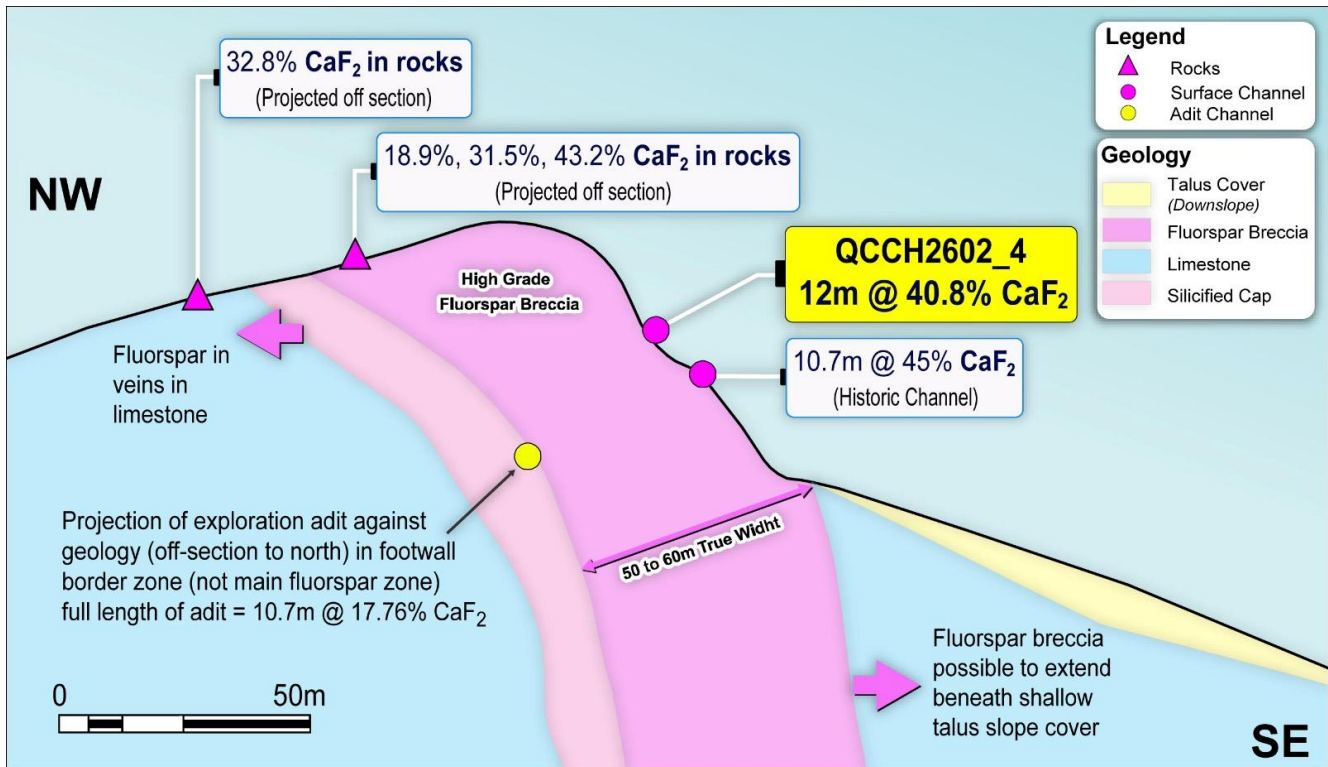 32.8% CaF₂ in rocks
(Projected off section)
18.9%, 31.5%, 43.2% CaF₂ in rocks
(Projected off section)
NW
Legend
Rocks
Surface Channel
Adit Channel
Geology
Talus Cover
(Downslope)
Fluorspar Breccia
Limestone
Silicified Cap
QCCH2602_4
12m @ 40.8% CaF₂
High Grade
Fluorspar Breccia
10.7m @ 45% CaF₂
(Historic Channel)
Fluorspar in
veins in
limestone
Projection of exploration adit against
geology (off-section to north) in footwall
border zone (not main fluorspar zone)
full length of adit = 10.7m @ 17.76% CaF₂
50 to 60m True Widht
Fluorspar breccia
possible to extend
beneath shallow
talus slope cover
0 50m
SE